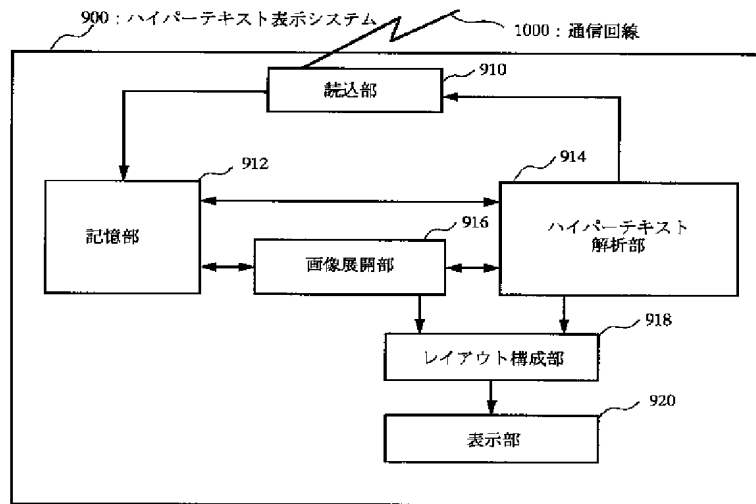 900：ハイパーテキスト表示システム
1000：通信回線
読込部
910
912
914
記憶部
ハイパーテキスト
解析部
916
画像展開部
918
レイアウト構成部
920
表示部